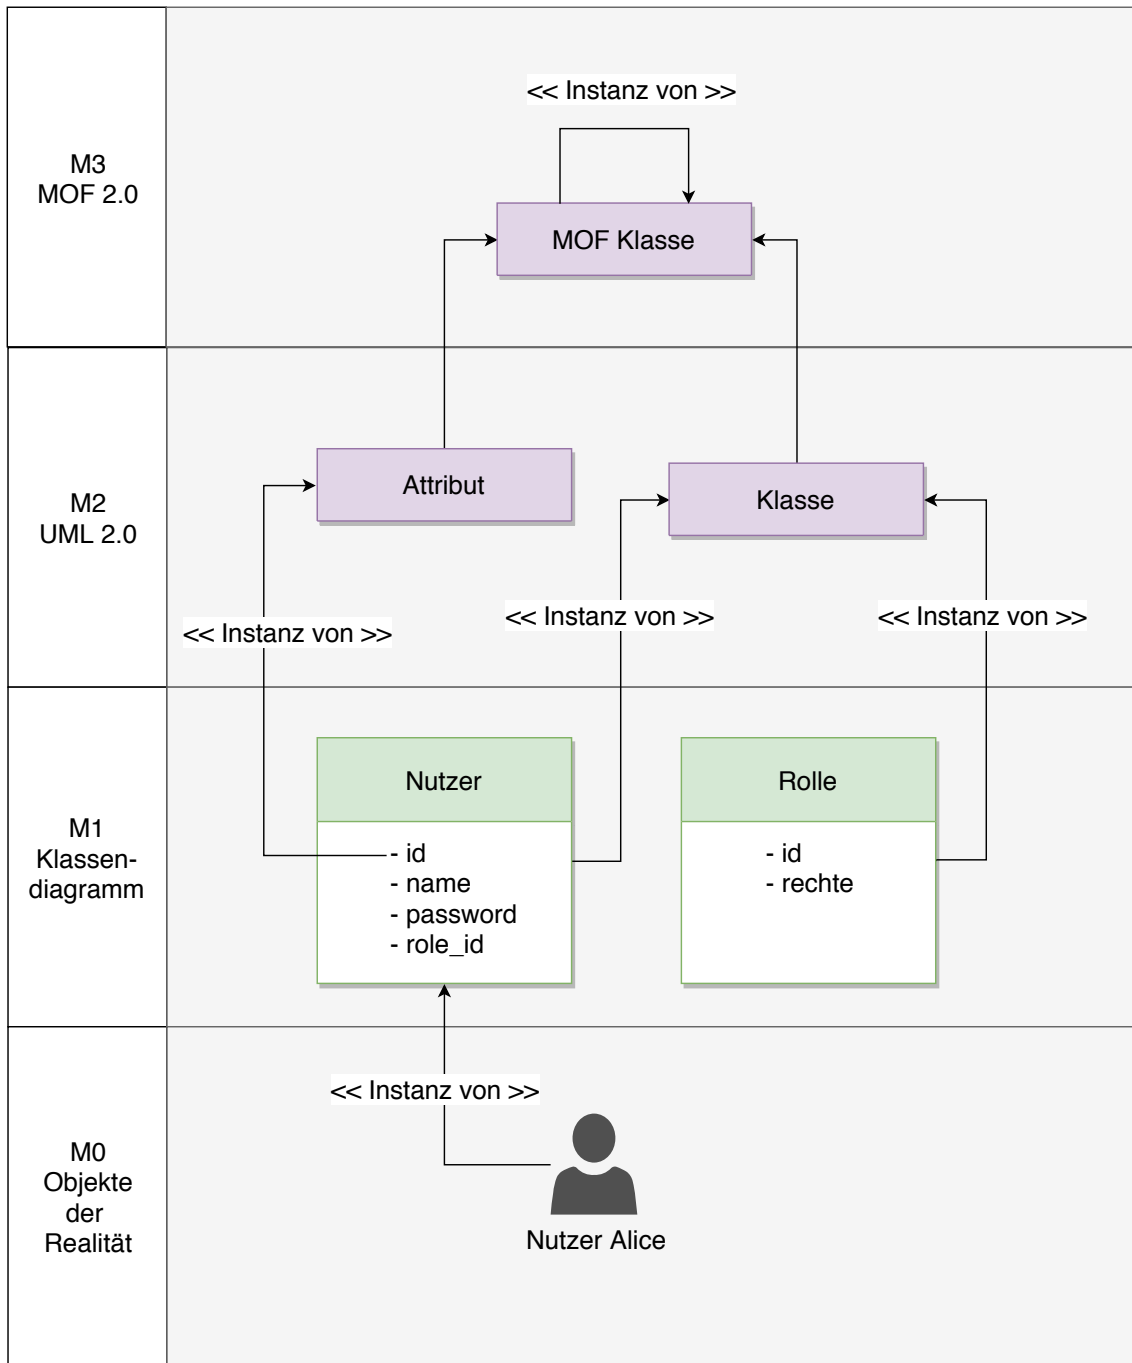 << Instanz von >>
M3
MOF 2.0
MOF Klasse
M2
UML 2.0
Attribut
Klasse
<< Instanz von >>
<< Instanz von >>
<< Instanz von >>
M1
Klassen-
diagramm
Nutzer
- id
- name
- password
- role_id
Rolle
- id
- rechte
<< Instanz von >>
M0
Objekte
der
Realität
Nutzer Alice